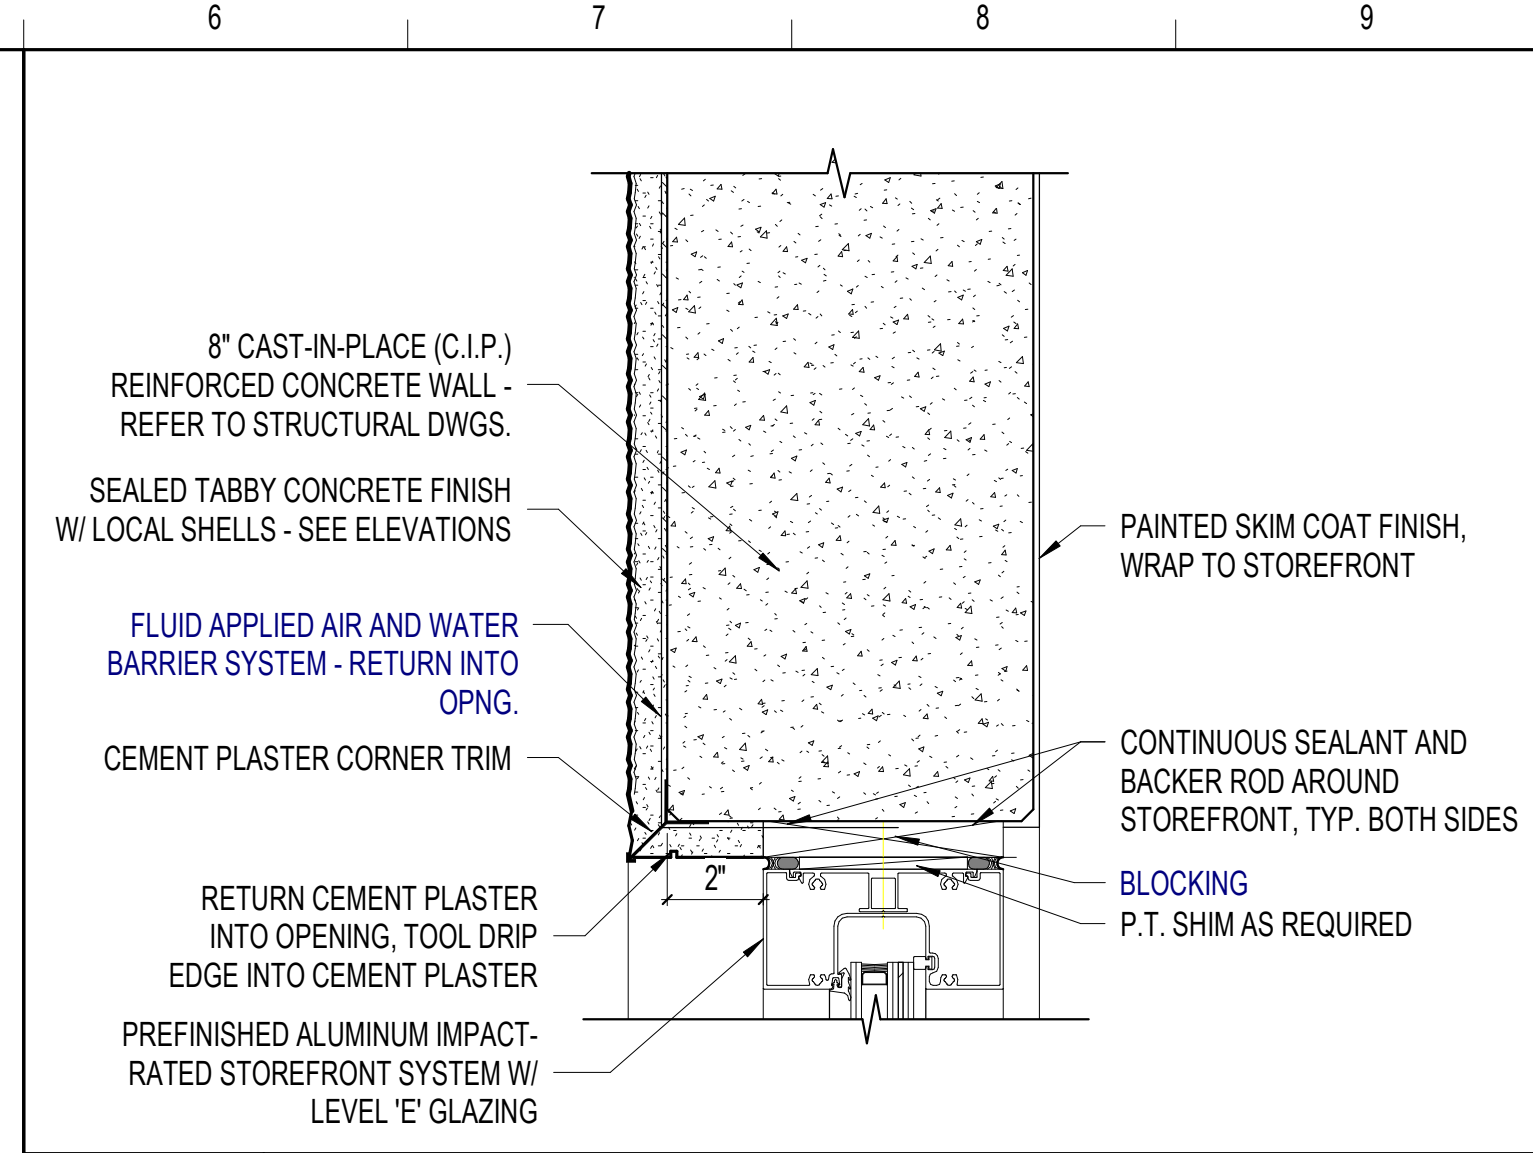 6 7 8 9
8" CAST-IN-PLACE (C.I.P.)
REINFORCED CONCRETE WALL -
REFER TO STRUCTURAL DWGS.
SEALED TABBY CONCRETE FINISH
W/ LOCAL SHELLS - SEE ELEVATIONS
FLUID APPLIED AIR AND WATER
BARRIER SYSTEM - RETURN INTO
OPNG.
CEMENT PLASTER CORNER TRIM
RETURN CEMENT PLASTER
INTO OPENING, TOOL DRIP
EDGE INTO CEMENT PLASTER
PREFINISHED ALUMINUM IMPACT-
RATED STOREFRONT SYSTEM W/
LEVEL 'E' GLAZING
2"
PAINTED SKIM COAT FINISH,
WRAP TO STOREFRONT
CONTINUOUS SEALANT AND
BACKER ROD AROUND
STOREFRONT, TYP. BOTH SIDES
BLOCKING
P.T. SHIM AS REQUIRED